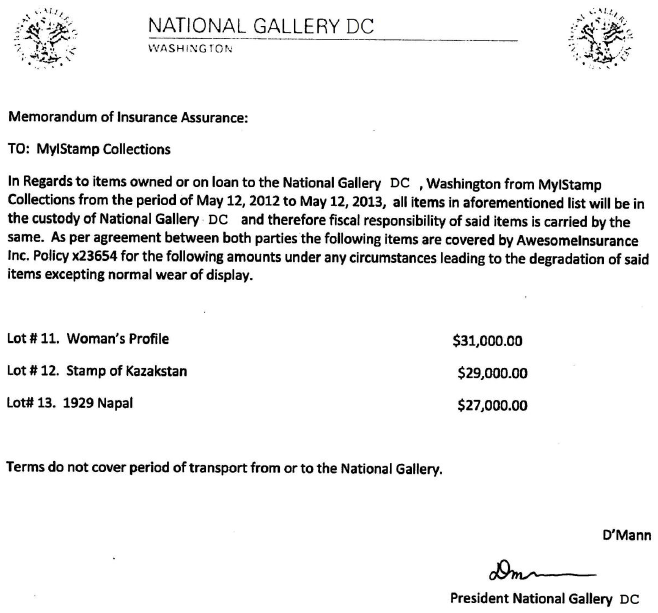 NATIONAL GALLERY DC
WASHINGTON
Memorandum of Insurance Assurance:
TO: MyIStamp Collections
In Regards to items owned or on loan to the National Gallery DC , Washington from MyIStamp
Collections from the period of May 12, 2012 to May 12, 2013, all items in aforementioned list will be in
the custody of National Gallery DC and therefore fiscal responsibility of said items is carried by the
same. As per agreement between both parties the following items are covered by AwesomeInsurance
Inc. Policy x23654 for the following amounts under any circumstances leading to the degradation of said
items excepting normal wear of display.
Lot # 11. Woman's Profile $31,000.00
Lot # 12. Stamp of Kazakstan $29,000.00
Lot# 13. 1929 Napal $27,000.00
Terms do not cover period of transport from or to the National Gallery.
D'Mann
President National Gallery DC